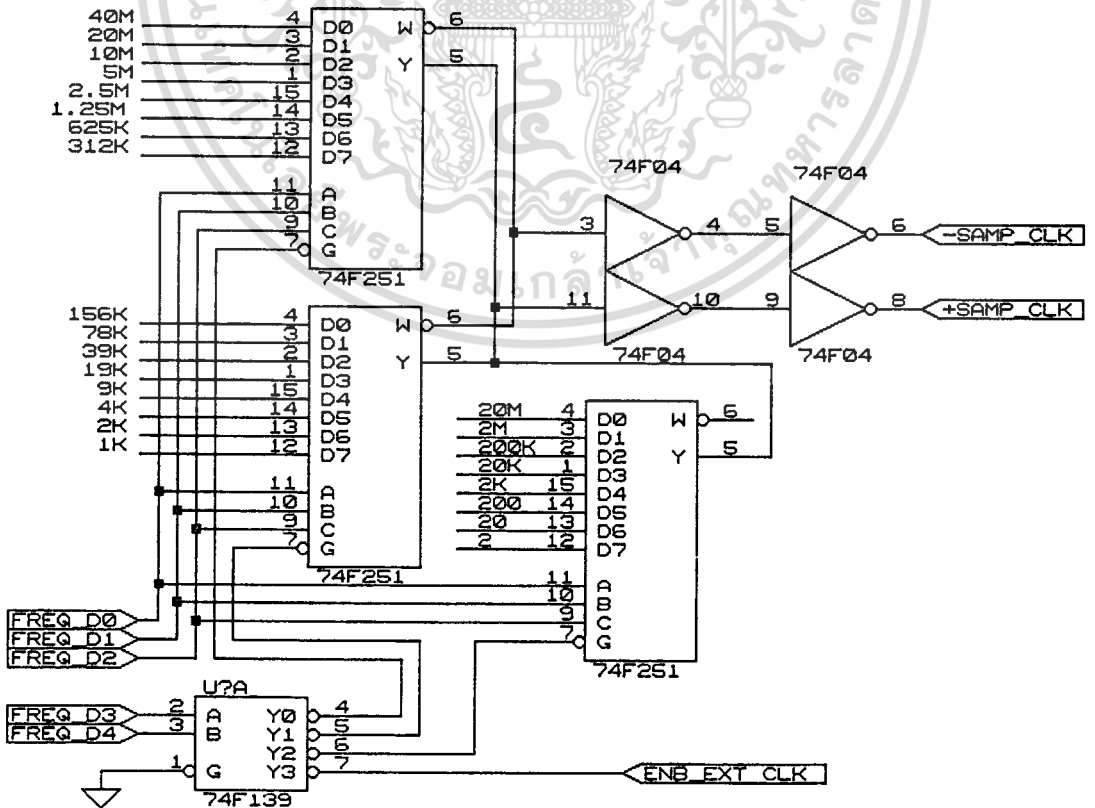 40M 4 D0 W 6
20M 3 D1
10M 2 D2 Y 5
5M 1 D3
2.5M 15 D4
1.25M 14 D5
625K 13 D6
312K 12 D7
11 A
10 B
9 C
7 G
74F251
156K 4 D0 W 6
78K 3 D1
39K 2 D2 Y 5
19K 1 D3
9K 15 D4
4K 14 D5
2K 13 D6
1K 12 D7
11 A
10 B
9 C
7 G
74F251
74F04
74F04
3 4 5 6 -SAMP_CLK
11 10 9 8 +SAMP_CLK
74F04
74F04
20M 4 D0 W 6
2M 3 D1
200K 2 D2 Y 5
20K 1 D3
2K 15 D4
200 14 D5
20 13 D6
2 12 D7
11 A
10 B
9 C
7 G
74F251
FREQ_D0
FREQ_D1
FREQ_D2
U?A
FREQ_D3 2 A Y0 4
FREQ_D4 3 B Y1 5
Y2 6
1 G Y3 7 ENB_EXT_CLK
74F139